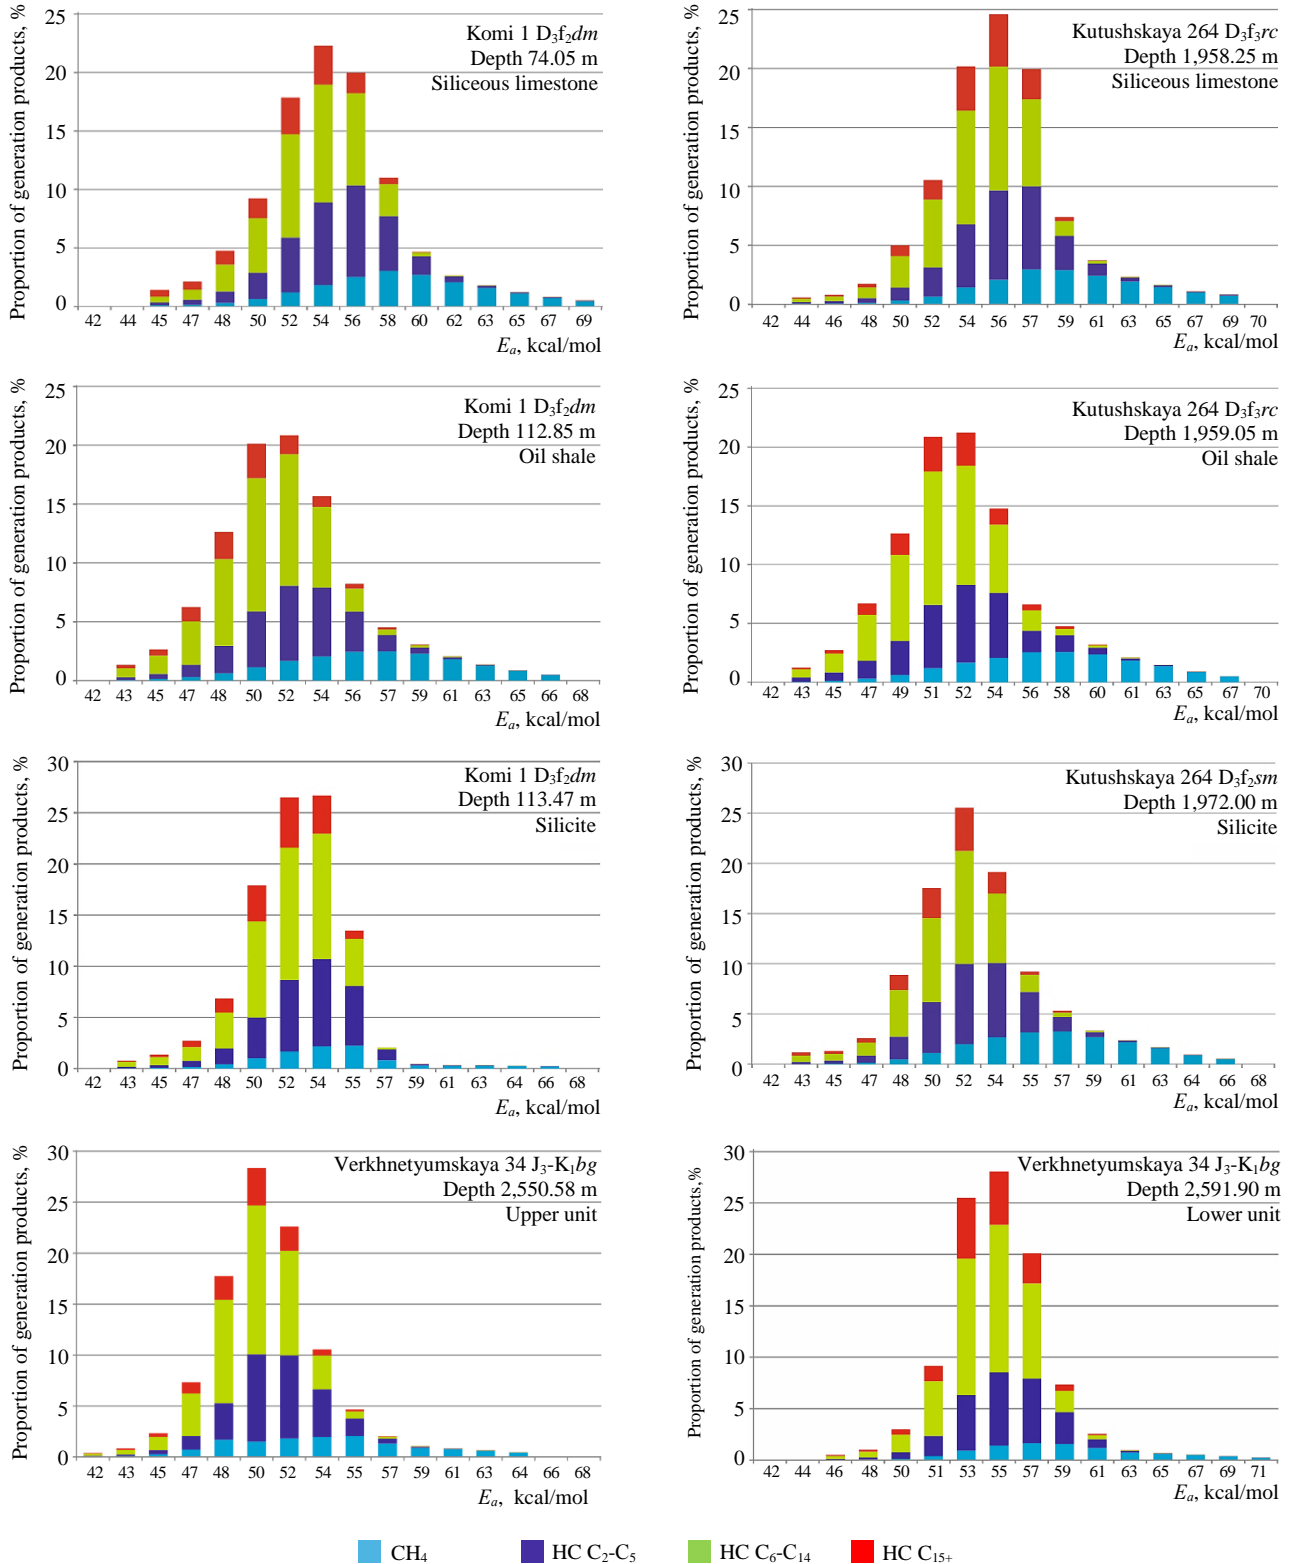 Proportion of generation products, %
25
20
15
10
5
0
Komi 1 D₃f₂dm
Depth 74.05 m
Siliceous limestone
42 44 45 47 48 50 52 54 56 58 60 62 63 65 67 69
Eₐ, kcal/mol
Proportion of generation products, %
25
20
15
10
5
0
Kutushskaya 264 D₃f₃rc
Depth 1,958.25 m
Siliceous limestone
42 44 46 48 50 52 54 56 57 59 61 63 65 67 69 70
Eₐ, kcal/mol
Proportion of generation products, %
25
20
15
10
5
0
Komi 1 D₃f₂dm
Depth 112.85 m
Oil shale
42 43 45 47 48 50 52 54 56 57 59 61 63 65 66 68
Eₐ, kcal/mol
Proportion of generation products, %
25
20
15
10
5
0
Kutushskaya 264 D₃f₃rc
Depth 1,959.05 m
Oil shale
42 43 45 47 49 51 52 54 56 58 60 61 63 65 67 70
Eₐ, kcal/mol
Proportion of generation products, %
30
25
20
15
10
5
0
Komi 1 D₃f₂dm
Depth 113.47 m
Silicite
42 43 45 47 48 50 52 54 55 57 59 61 63 64 66 68
Eₐ, kcal/mol
Proportion of generation products, %
30
25
20
15
10
5
0
Kutushskaya 264 D₃f₂sm
Depth 1,972.00 m
Silicite
42 43 45 47 48 50 52 54 55 57 59 61 63 64 66 68
Eₐ, kcal/mol
Proportion of generation products, %
30
25
20
15
10
5
0
Verkhnetyumskaya 34 J₃-K₁bg
Depth 2,550.58 m
Upper unit
42 43 45 47 48 50 52 54 55 57 59 61 63 64 66 68
Eₐ, kcal/mol
Proportion of generation products,%
30
25
20
15
10
5
0
Verkhnetyumskaya 34 J₃-K₁bg
Depth 2,591.90 m
Lower unit
42 44 46 48 50 51 53 55 57 59 61 63 65 67 69 71
Eₐ, kcal/mol
CH₄ HC C₂-C₅ HC C₆-C₁₄ HC C₁₅₊